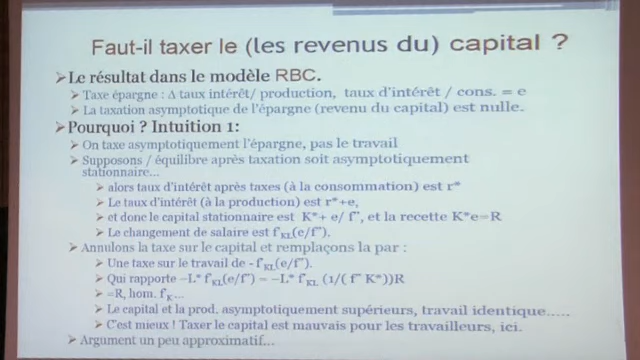 Faut-il taxer le (les revenus du) capital ?
➢Le résultat dans le modèle RBC.
➢ Taxe épargne : Δ taux intérêt/ production, taux d'intérêt / cons. = e
➢ La taxation asymptotique de l'épargne (revenu du capital) est nulle.
➢Pourquoi ? Intuition 1:
➢ On taxe asymptotiquement l'épargne, pas le travail
➢ Supposons / équilibre après taxation soit asymptotiquement
stationnaire...
➢ alors taux d'intérêt après taxes (à la consommation) est r*
➢ Le taux d'intérêt (à la production) est r*+e,
➢ et donc le capital stationnaire est K*+ e/ f'', et la recette K*e=R
➢ Le changement de salaire est f'KL(e/f'').
➢ Annulons la taxe sur le capital et remplaçons la par :
➢ Une taxe sur le travail de -f'KL(e/f'').
➢ Qui rapporte –L* f'KL(e/f'') = –L* f'KL (1/( f'' K*))R
➢ =R, hom. f'K...
➢ Le capital et la prod. asymptotiquement supérieurs, travail identique.....
➢ C'est mieux ! Taxer le capital est mauvais pour les travailleurs, ici.
➢ Argument un peu approximatif...